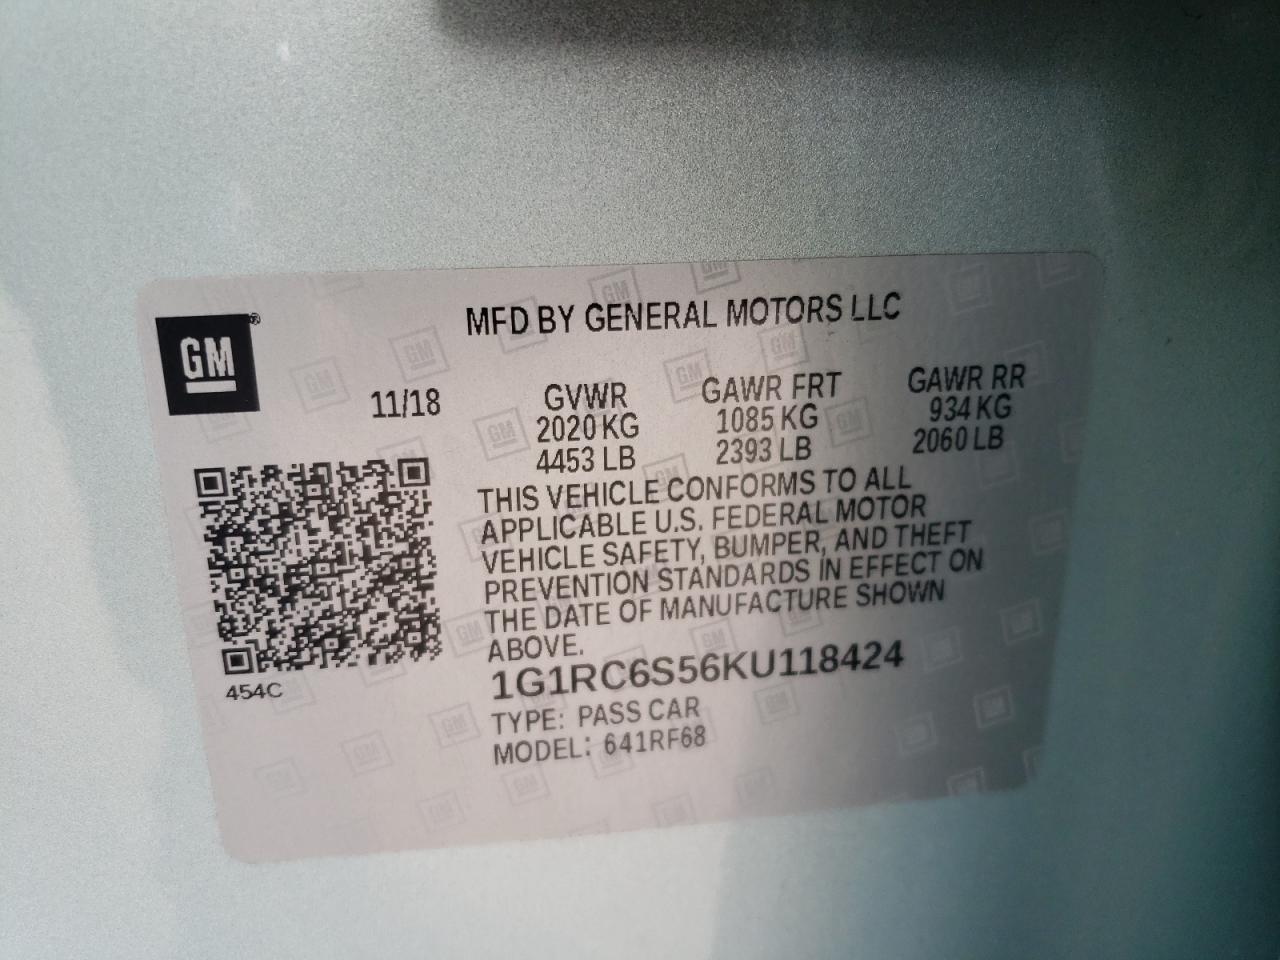 MFD BY GENERAL MOTORS LLC
GM
®
11/18
GVWR
2020 KG
4453 LB
GAWR FRT
1085 KG
2393 LB
GAWR RR
934 KG
2060 LB
THIS VEHICLE CONFORMS TO ALL
APPLICABLE U.S. FEDERAL MOTOR
VEHICLE SAFETY, BUMPER, AND THEFT
PREVENTION STANDARDS IN EFFECT ON
THE DATE OF MANUFACTURE SHOWN
ABOVE.
1G1RC6S56KU118424
TYPE: PASS CAR
MODEL: 641RF68
454C